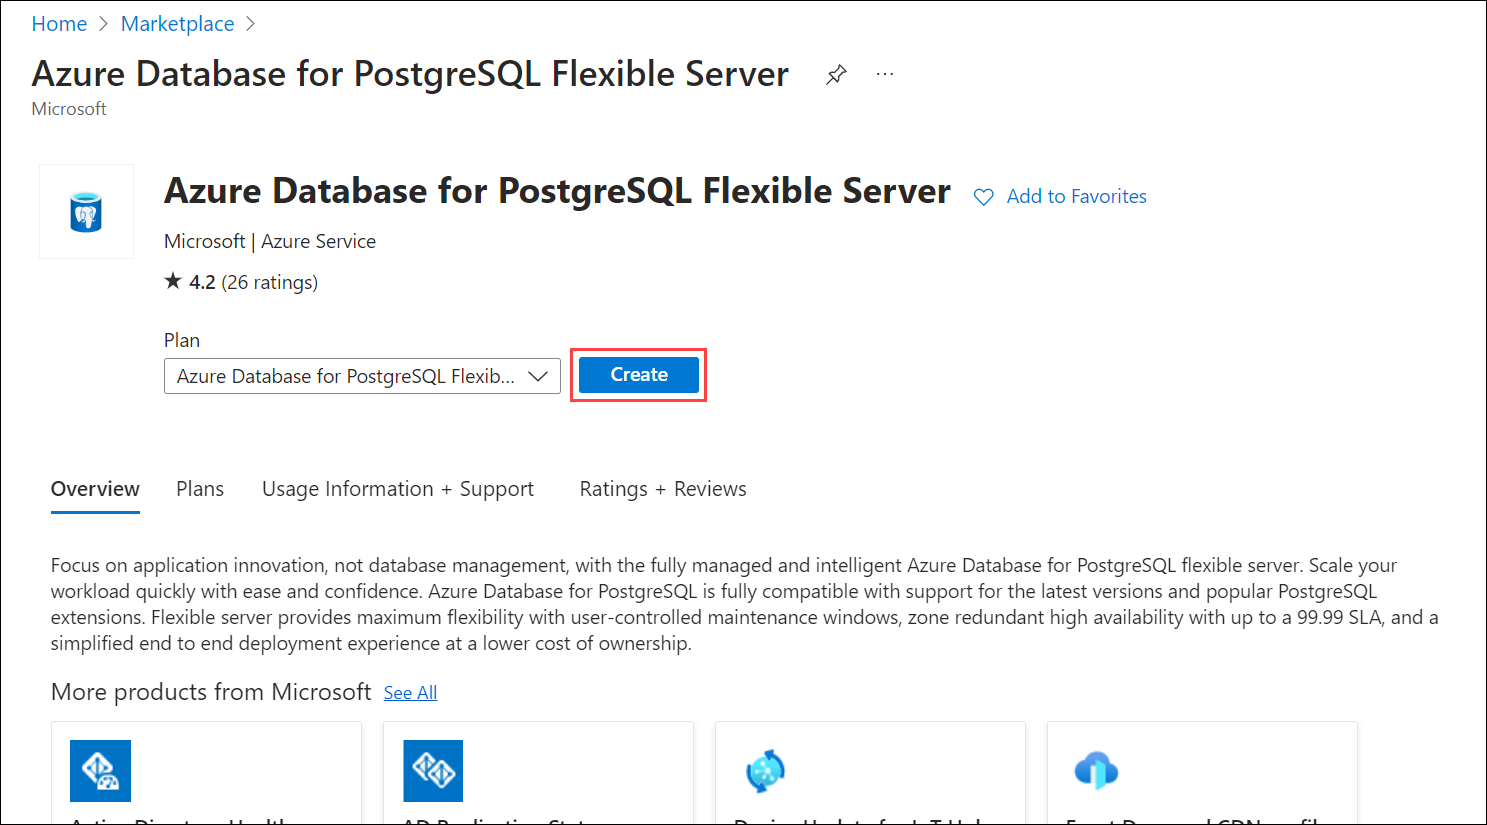 Home > Marketplace >
Azure Database for PostgreSQL Flexible Server ...
Microsoft
Azure Database for PostgreSQL Flexible Server Add to Favorites
Microsoft | Azure Service
★ 4.2 (26 ratings)
Plan
Azure Database for PostgreSQL Flexib... Create
Overview Plans Usage Information + Support Ratings + Reviews
Focus on application innovation, not database management, with the fully managed and intelligent Azure Database for PostgreSQL flexible server. Scale your
workload quickly with ease and confidence. Azure Database for PostgreSQL is fully compatible with support for the latest versions and popular PostgreSQL
extensions. Flexible server provides maximum flexibility with user-controlled maintenance windows, zone redundant high availability with up to a 99.99 SLA, and a
simplified end to end deployment experience at a lower cost of ownership.
More products from Microsoft See All